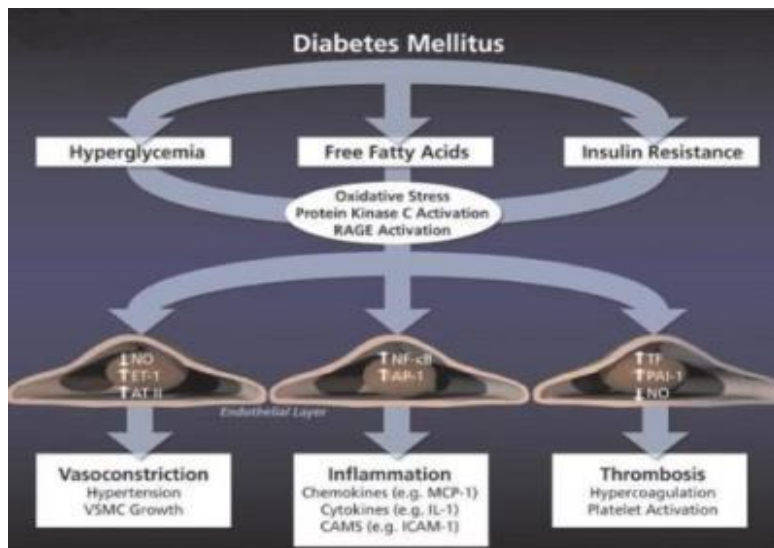 Diabetes Mellitus
Hyperglycemia
Free Fatty Acids
Insulin Resistance
Oxidative Stress
Protein Kinase C Activation
RAGE Activation
↓NO
↑ET-1
↑AT II
↑NF-κB
↑AP-1
↑TF
↑PAI-1
↓NO
Endothelial Layer
Vasoconstriction
Hypertension
VSMC Growth
Inflammation
Chemokines (e.g. MCP-1)
Cytokines (e.g. IL-1)
CAMS (e.g. ICAM-1)
Thrombosis
Hypercoagulation
Platelet Activation